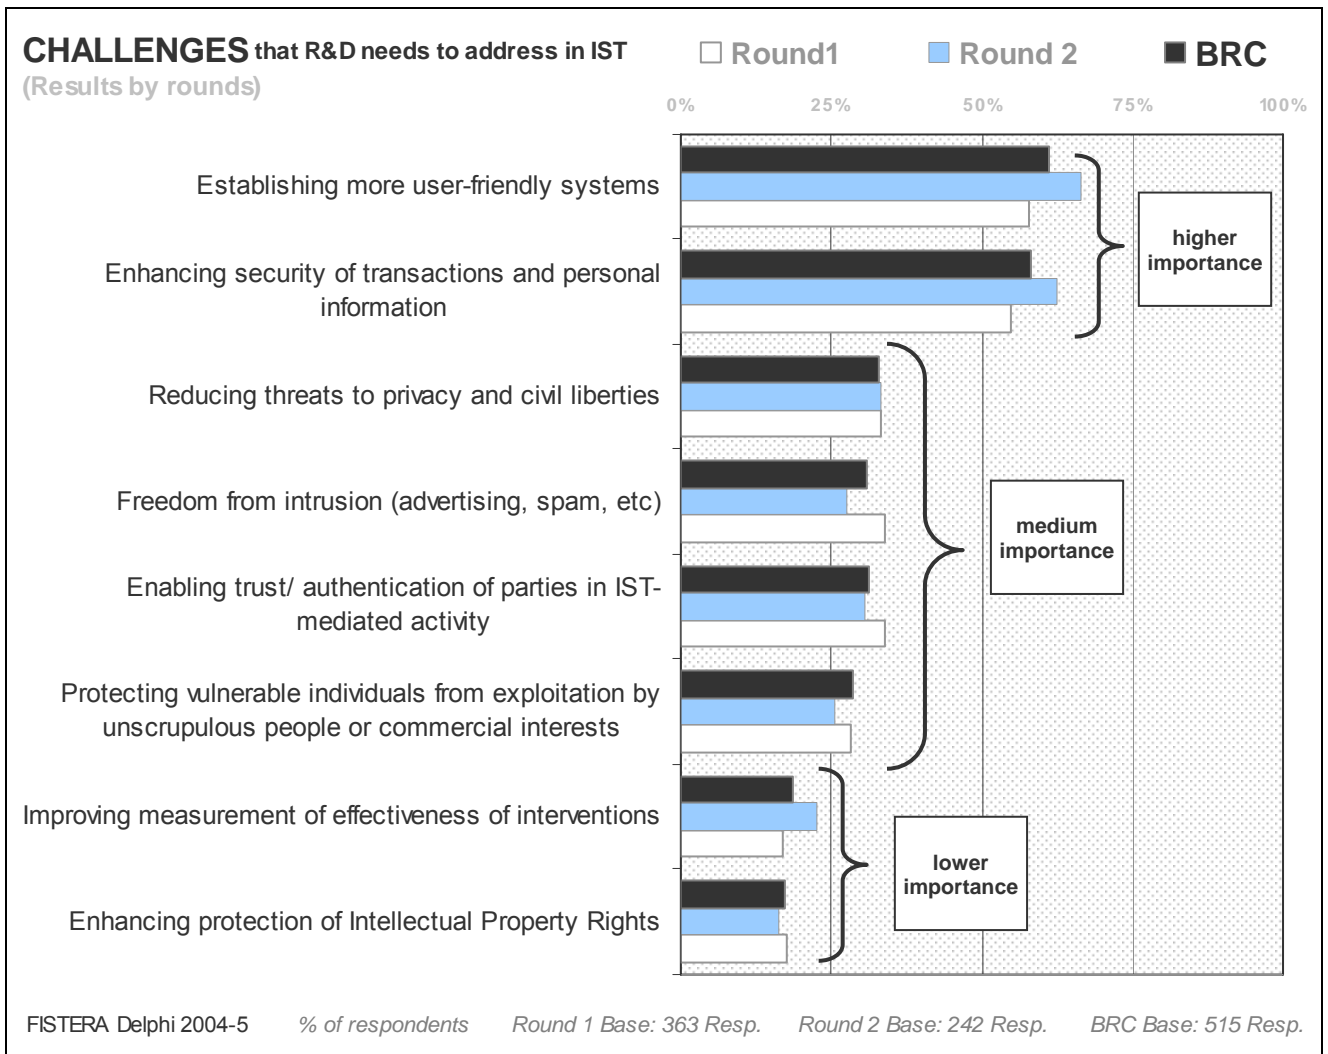 CHALLENGES that R&D needs to address in IST
(Results by rounds)
Round1
Round 2
BRC
0% 25% 50% 75% 100%
Establishing more user-friendly systems
Enhancing security of transactions and personal
information
Reducing threats to privacy and civil liberties
Freedom from intrusion (advertising, spam, etc)
Enabling trust/ authentication of parties in IST-
mediated activity
Protecting vulnerable individuals from exploitation by
unscrupulous people or commercial interests
Improving measurement of effectiveness of interventions
Enhancing protection of Intellectual Property Rights
higher
importance
medium
importance
lower
importance
FISTERA Delphi 2004-5 % of respondents Round 1 Base: 363 Resp. Round 2 Base: 242 Resp. BRC Base: 515 Resp.